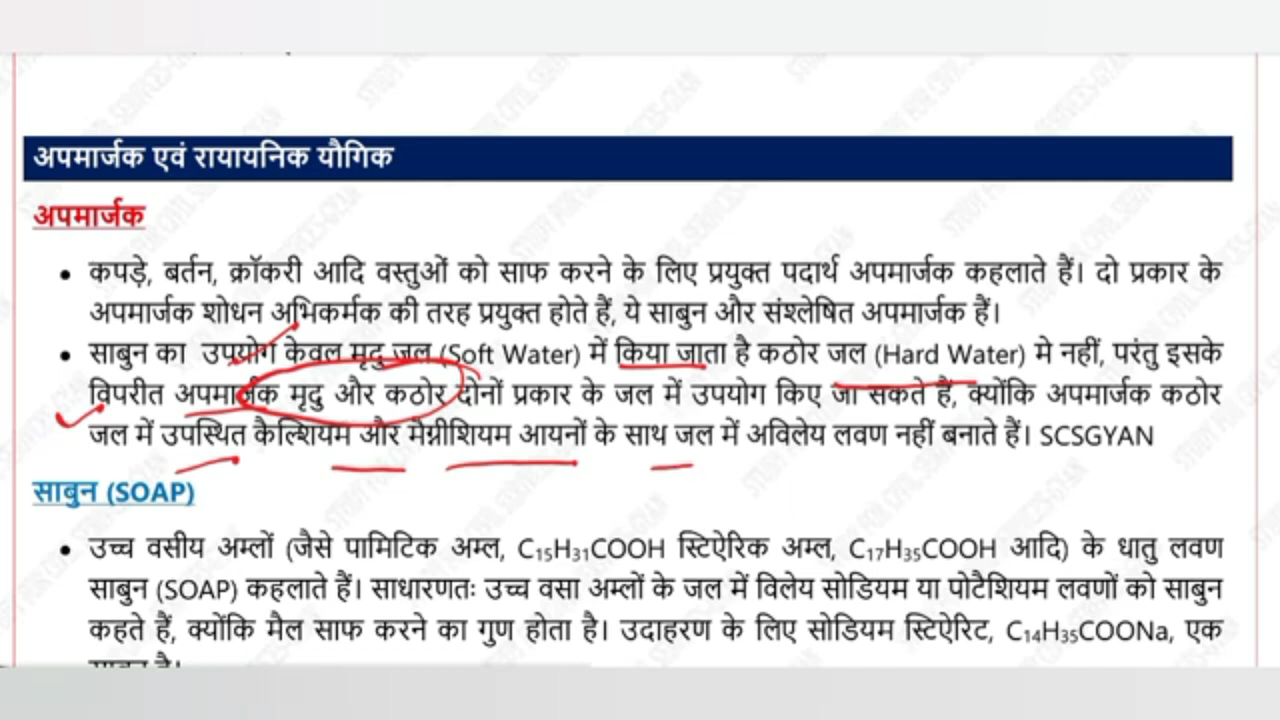 अपमार्जक एवं रायायनिक यौगिक
अपमार्जक
• कपड़े, बर्तन, क्रॉकरी आदि वस्तुओं को साफ करने के लिए प्रयुक्त पदार्थ अपमार्जक कहलाते हैं। दो प्रकार के
अपमार्जक शोधन अभिकर्मक की तरह प्रयुक्त होते हैं, ये साबुन और संश्लेषित अपमार्जक हैं।
• साबुन का उपयोग केवल मृदु जल (Soft Water) में किया जाता है कठोर जल (Hard Water) मे नहीं, परंतु इसके
विपरीत अपमार्जक मृदु और कठोर दोनों प्रकार के जल में उपयोग किए जा सकते हैं, क्योंकि अपमार्जक कठोर
जल में उपस्थित कैल्शियम और मैग्नीशियम आयनों के साथ जल में अविलेय लवण नहीं बनाते हैं। SCSGYAN
साबुन (SOAP)
• उच्च वसीय अम्लों (जैसे पामिटिक अम्ल, C₁₅H₃₁COOH स्टिऐरिक अम्ल, C₁₇H₃₅COOH आदि) के धातु लवण
साबुन (SOAP) कहलाते हैं। साधारणतः उच्च वसा अम्लों के जल में विलेय सोडियम या पोटैशियम लवणों को साबुन
कहते हैं, क्योंकि मैल साफ करने का गुण होता है। उदाहरण के लिए सोडियम स्टिऐरिट, C₁₄H₃₅COONa, एक